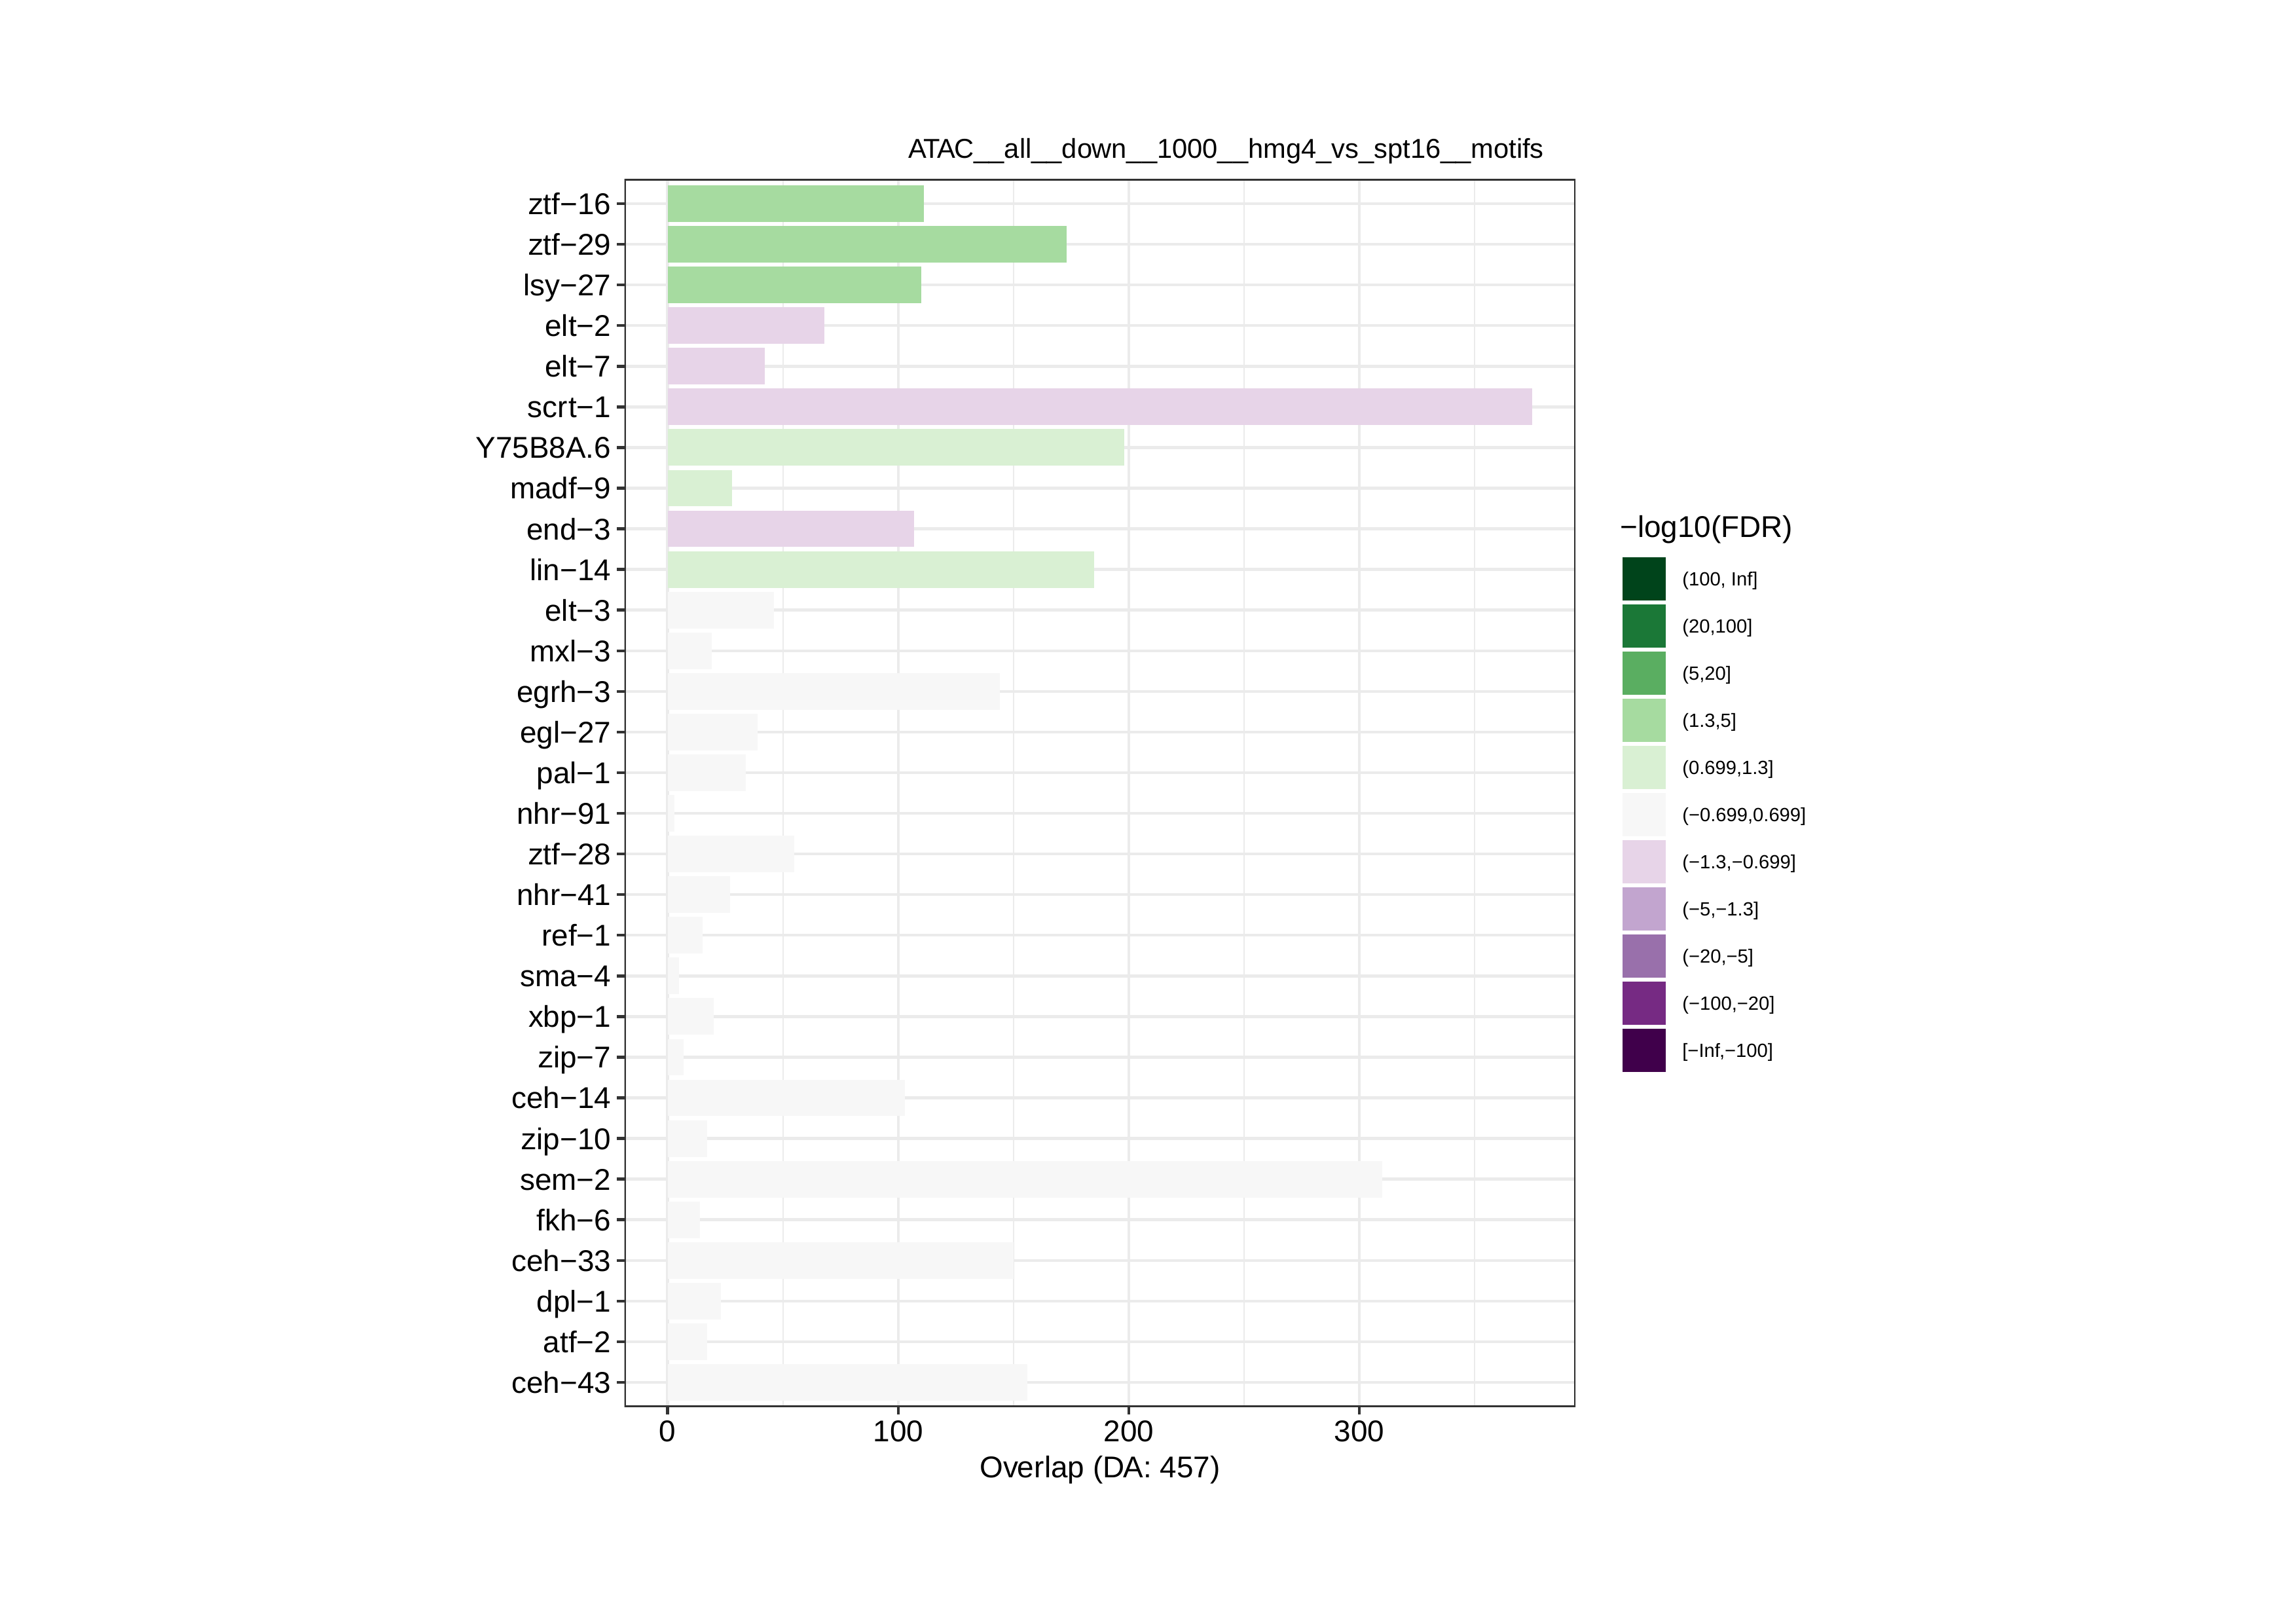 ATAC__all__down__1000__hmg4_vs_spt16__motifs
ztf−16
ztf−29
lsy−27
elt−2
elt−7
scrt−1
Y75B8A.6
madf−9
end−3
lin−14
elt−3
mxl−3
egrh−3
egl−27
pal−1
nhr−91
ztf−28
nhr−41
ref−1
sma−4
xbp−1
zip−7
ceh−14
zip−10
sem−2
fkh−6
ceh−33
dpl−1
atf−2
ceh−43
0 100 200 300
Overlap (DA: 457)
−log10(FDR)
(100, Inf]
(20,100]
(5,20]
(1.3,5]
(0.699,1.3]
(−0.699,0.699]
(−1.3,−0.699]
(−5,−1.3]
(−20,−5]
(−100,−20]
[−Inf,−100]